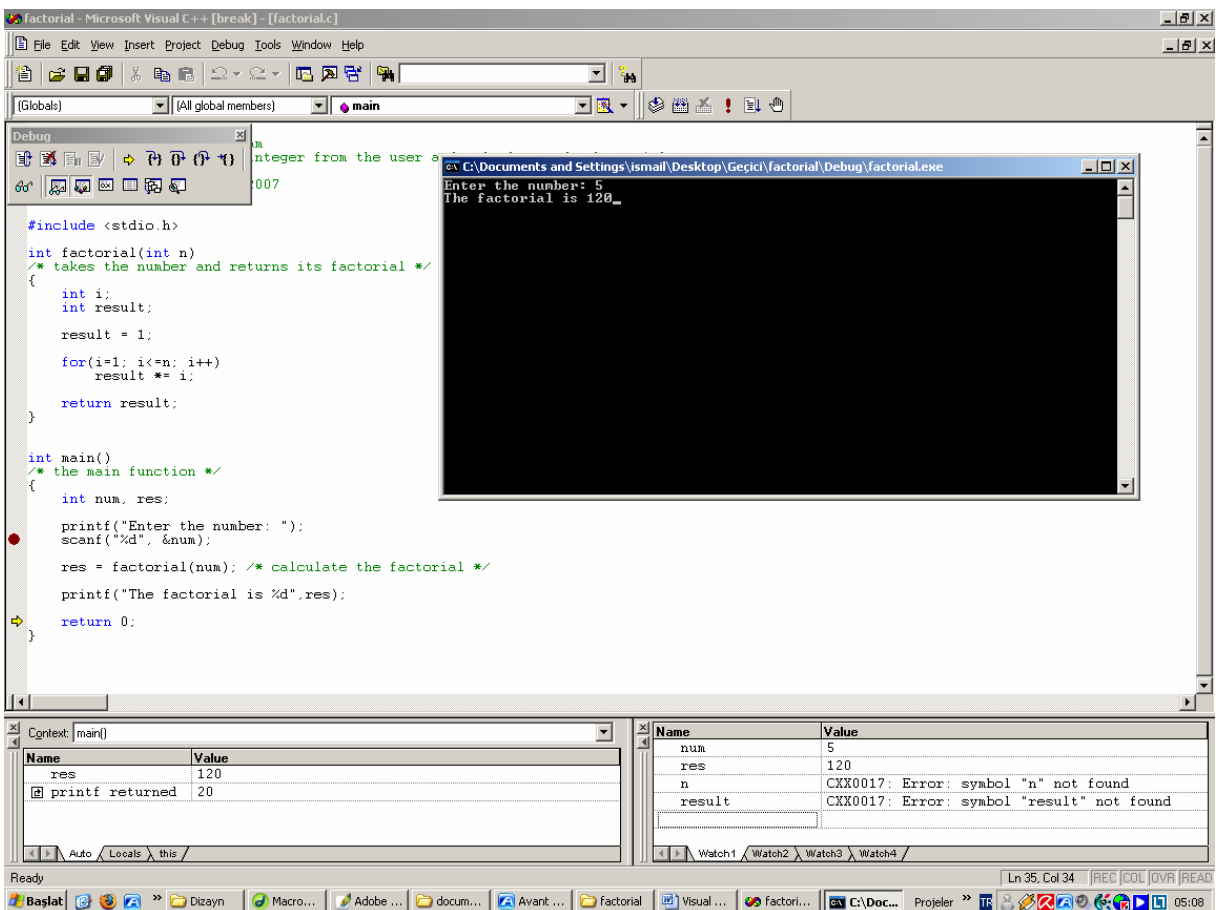 factorial - Microsoft Visual C++ [break] - [factorial.c]
File Edit View Insert Project Debug Tools Window Help
(Globals) (All global members) main
Debug
integer from the user
2007
#include <stdio.h>
int factorial(int n)
/* takes the number and returns its factorial */
{
int i;
int result;
result = 1;
for(i=1; i<=n; i++)
result *= i;
return result;
}
int main()
/* the main function */
{
int num, res;
printf("Enter the number: ");
scanf("%d", &num);
res = factorial(num); /* calculate the factorial */
printf("The factorial is %d",res);
return 0;
}
C:\Documents and Settings\ismail\Desktop\Geçici\factorial\Debug\factorial.exe
Enter the number: 5
The factorial is 120_
Context: main()
Name Value
res 120
printf returned 20
Auto Locals this
Name Value
num 5
res 120
n CXX0017: Error: symbol "n" not found
result CXX0017: Error: symbol "result" not found
Watch1 Watch2 Watch3 Watch4
Ready Ln 35, Col 34 REC COL OVR READ
Başlat » Dizayn Macro... Adobe ... docum... Avant ... factorial Visual ... factori... C:\Doc... Projeler » TR 05:08